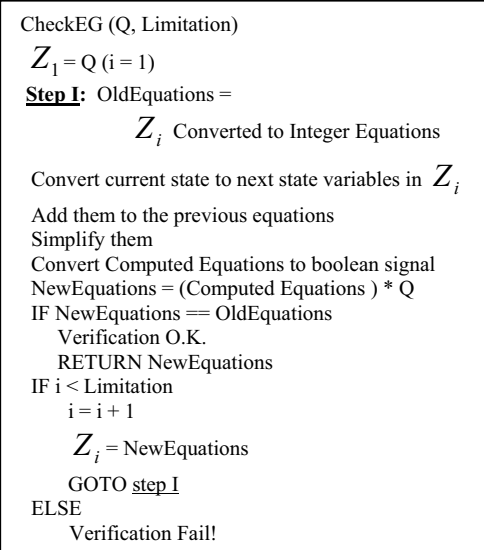 CheckEG (Q, Limitation)
Z1 = Q (i = 1)
Step I: OldEquations =
Zi Converted to Integer Equations
Convert current state to next state variables in Zi
Add them to the previous equations
Simplify them
Convert Computed Equations to boolean signal
NewEquations = (Computed Equations ) * Q
IF NewEquations == OldEquations
Verification O.K.
RETURN NewEquations
IF i < Limitation
i = i + 1
Zi = NewEquations
GOTO step I
ELSE
Verification Fail!